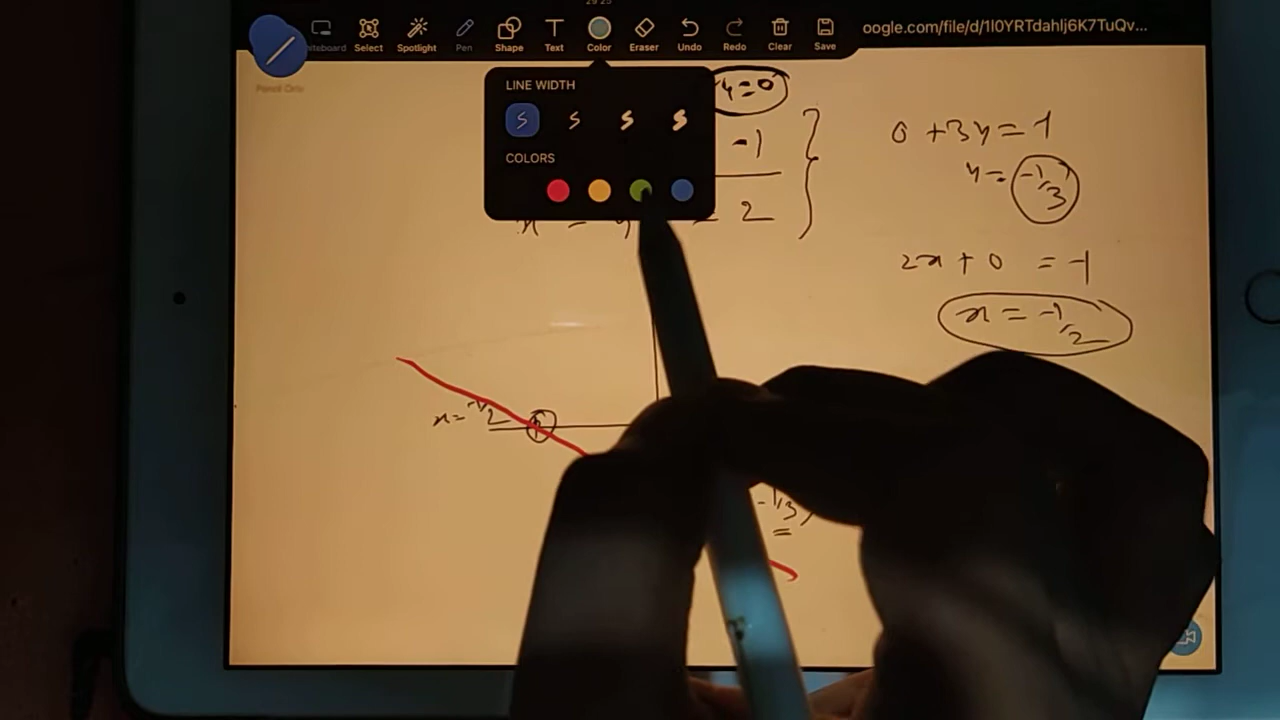 Select Spotlight Pen Shape Text Color Eraser Undo Redo Clear Save
oogle.com/file/d/1l0YRTdahlj6K7TuQv...
LINE WIDTH
COLORS
y=0
-1
= 2
0 + 3y = 1
y = -1/3
2x + 0 = -1
x = -1/2
x = -1/2
-1/3)